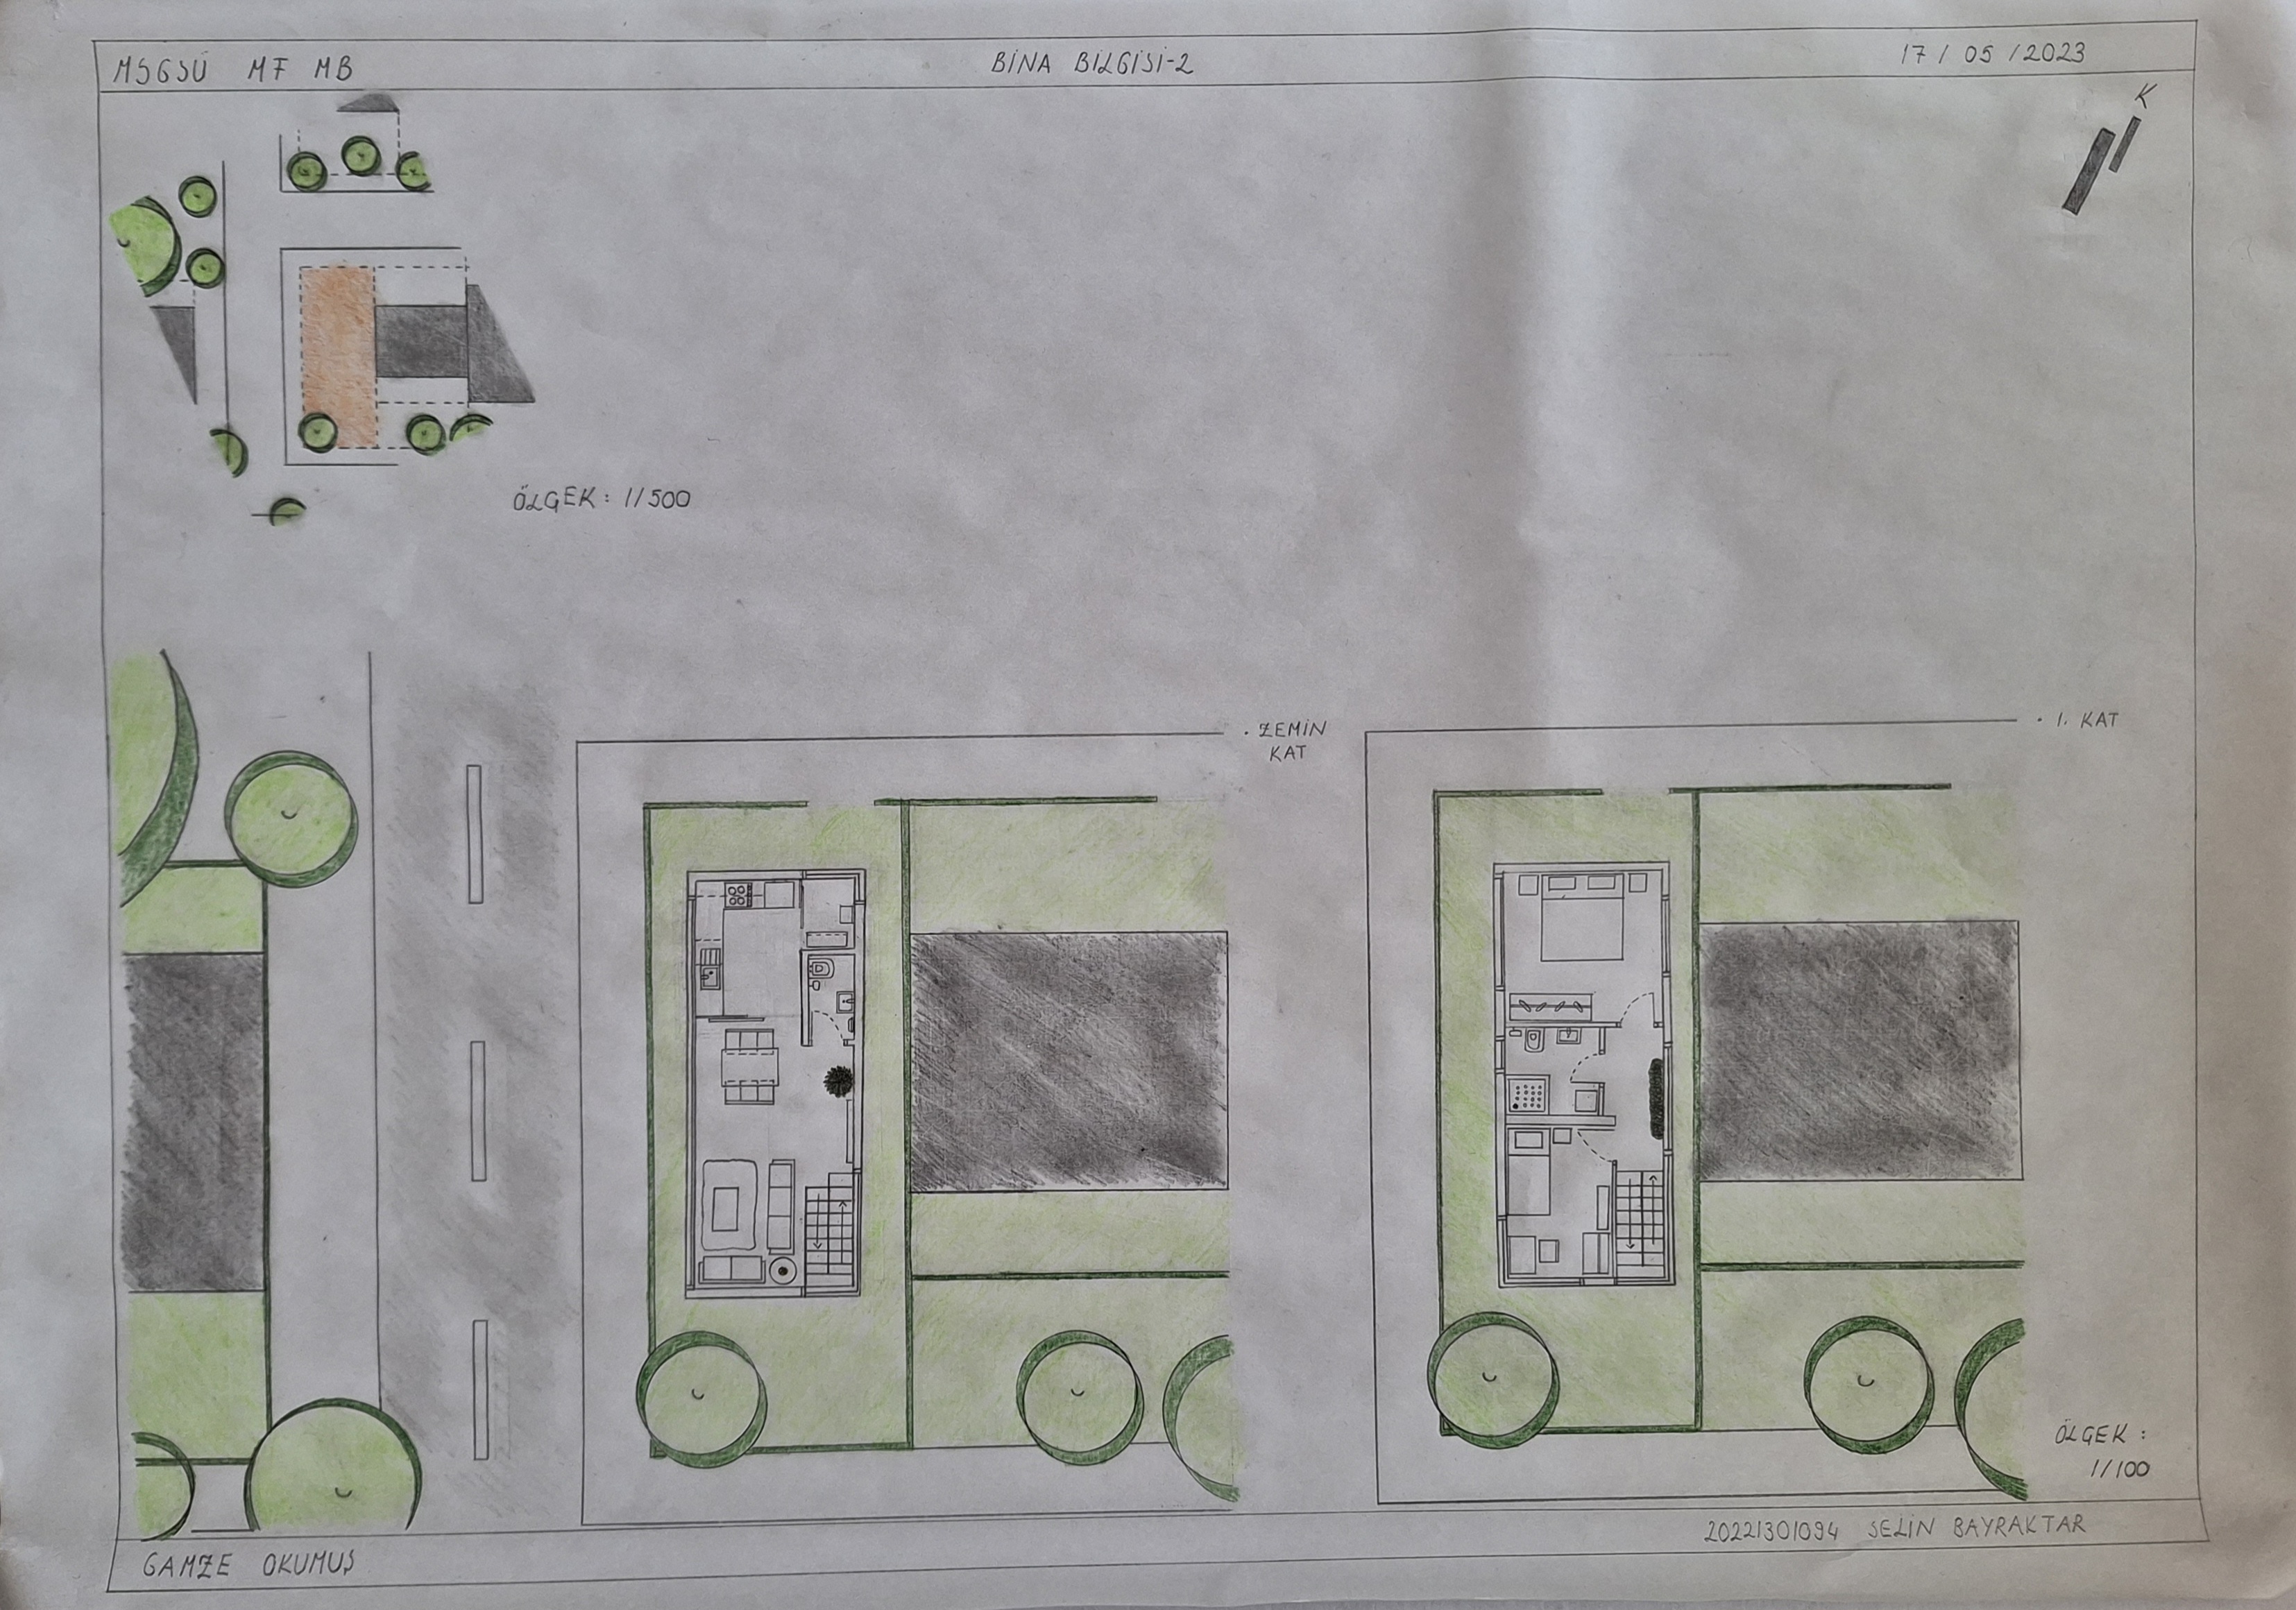 MSGSÜ MF MB
BİNA BİLGİSİ-2
17 / 05 / 2023
K
ÖLÇEK : 1/500
· ZEMİN
KAT
· 1. KAT
ÖLÇEK :
1/100
20221301094 SELİN BAYRAKTAR
GAMZE OKUMUŞ